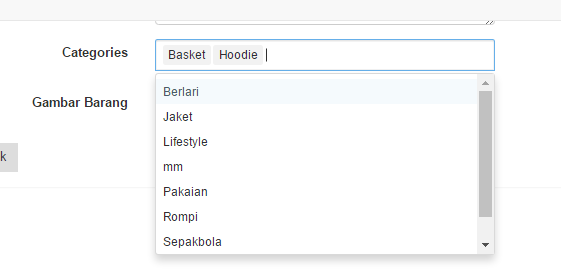 Categories
Basket Hoodie
Berlari
Gambar Barang
Jaket
Lifestyle
k
mm
Pakaian
Rompi
Sepakbola